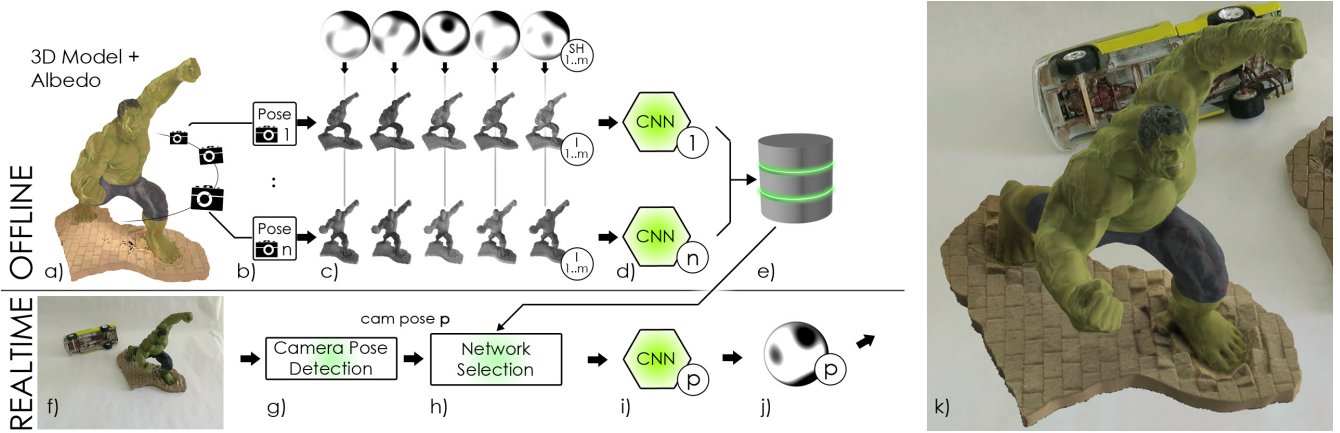 3D Model +
Albedo
OFFLINE
Pose
1
:
Pose
n
SH
1..m
I
1..m
I
1..m
CNN
1
CNN
n
a)
b)
c)
d)
e)
REALTIME
cam pose p
Camera Pose
Detection
Network
Selection
CNN
p
p
f)
g)
h)
i)
j)
k)